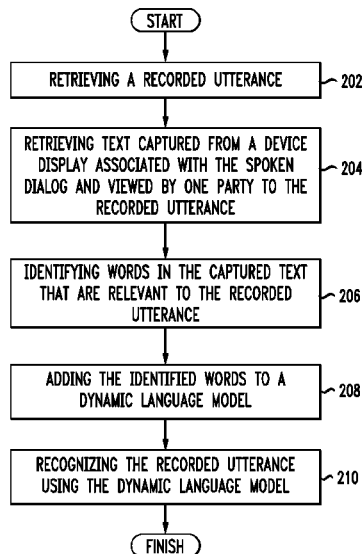 START
RETRIEVING A RECORDED UTTERANCE
202
RETRIEVING TEXT CAPTURED FROM A DEVICE
DISPLAY ASSOCIATED WITH THE SPOKEN
DIALOG AND VIEWED BY ONE PARTY TO THE
RECORDED UTTERANCE
204
IDENTIFYING WORDS IN THE CAPTURED TEXT
THAT ARE RELEVANT TO THE RECORDED
UTTERANCE
206
ADDING THE IDENTIFIED WORDS TO A
DYNAMIC LANGUAGE MODEL
208
RECOGNIZING THE RECORDED UTTERANCE
USING THE DYNAMIC LANGUAGE MODEL
210
FINISH